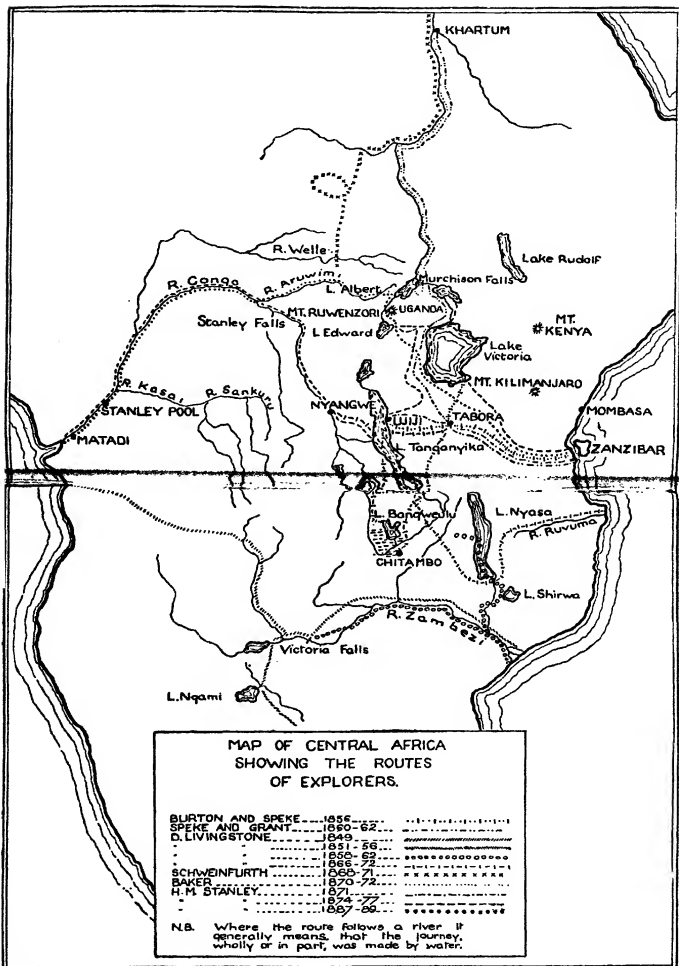 KHARTUM
R. Welle
Lake Rudolf
R. Aruwimi
L. Albert
Murchison Falls
R. Congo
MT. RUWENZORI
UGANDA
Stanley Falls
L Edward
MT. KENYA
Lake Victoria
R. Kasai
R. Sankuru
MT. KILIMANJARO
STANLEY POOL
NYANGWE
UJIJI
TABORA
MOMBASA
MATADI
L. Tanganyika
ZANZIBAR
L. Bangweulu
L. Nyasa
R. Ruvuma
CHITAMBO
L. Shirwa
R. Zambezi
Victoria Falls
L. Ngami
MAP OF CENTRAL AFRICA
SHOWING THE ROUTES
OF EXPLORERS.
BURTON AND SPEKE 1856
SPEKE AND GRANT 1860-62
D. LIVINGSTONE 1849
" 1851-56
" 1858-62
" 1866-72
SCHWEINFURTH 1868-71
BAKER 1870-72
H.M. STANLEY 1871
" 1874-77
" 1887-89
N.B. Where the route follows a river it
generally means, that the journey,
wholly or in part, was made by water.